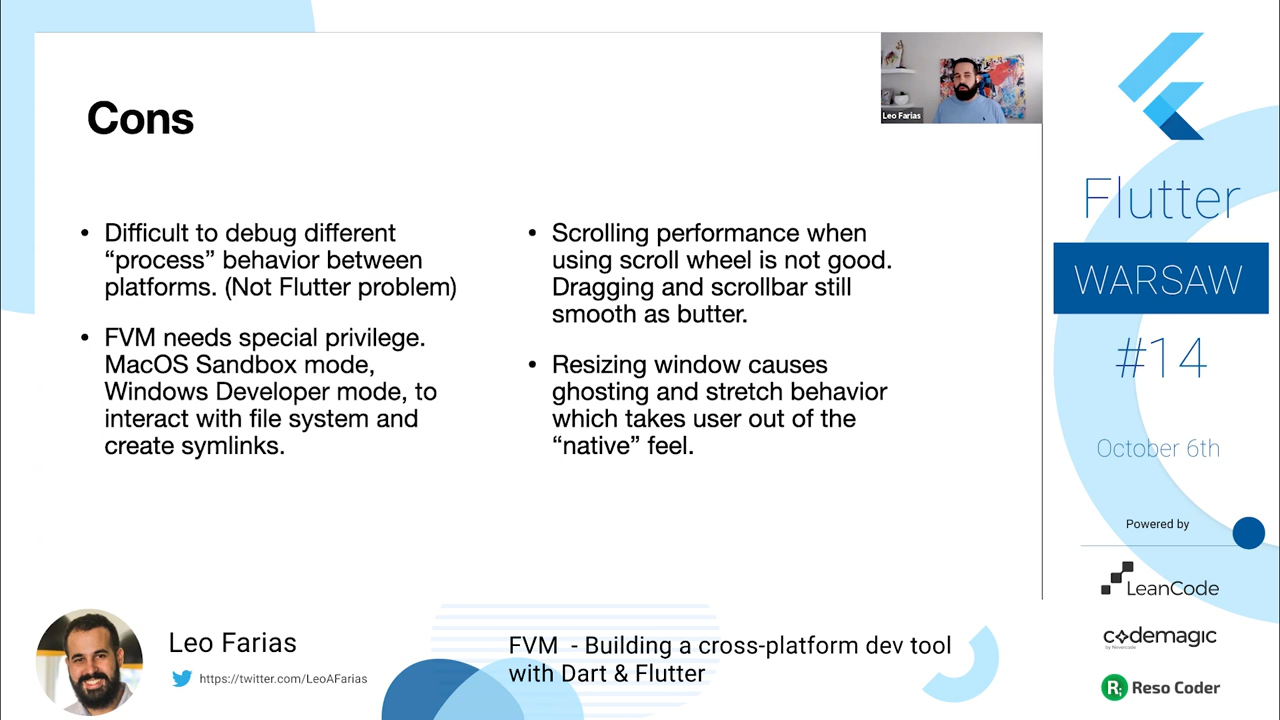 Cons
• Difficult to debug different
“process” behavior between
platforms. (Not Flutter problem)
• FVM needs special privilege.
MacOS Sandbox mode,
Windows Developer mode, to
interact with file system and
create symlinks.
• Scrolling performance when
using scroll wheel is not good.
Dragging and scrollbar still
smooth as butter.
• Resizing window causes
ghosting and stretch behavior
which takes user out of the
“native” feel.
Leo Farias
Flutter
WARSAW
#14
October 6th
Powered by
LeanCode
codemagic
by Nevercode
R;
Reso Coder
Leo Farias
https://twitter.com/LeoAFarias
FVM - Building a cross-platform dev tool
with Dart & Flutter